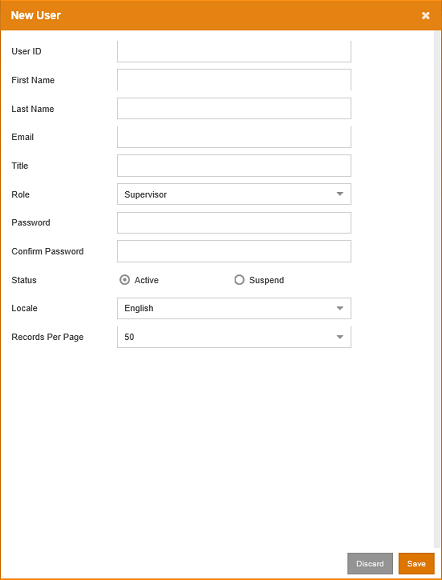 New User
User ID
First Name
Last Name
Email
Title
Role Supervisor
Password
Confirm Password
Status Active Suspend
Locale English
Records Per Page 50
Discard Save